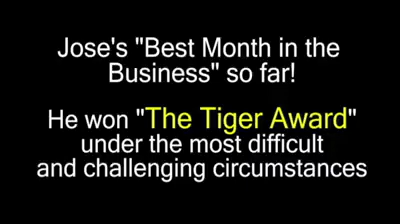 Jose's "Best Month in the
Business" so far!
He won "The Tiger Award"
under the most difficult
and challenging circumstances